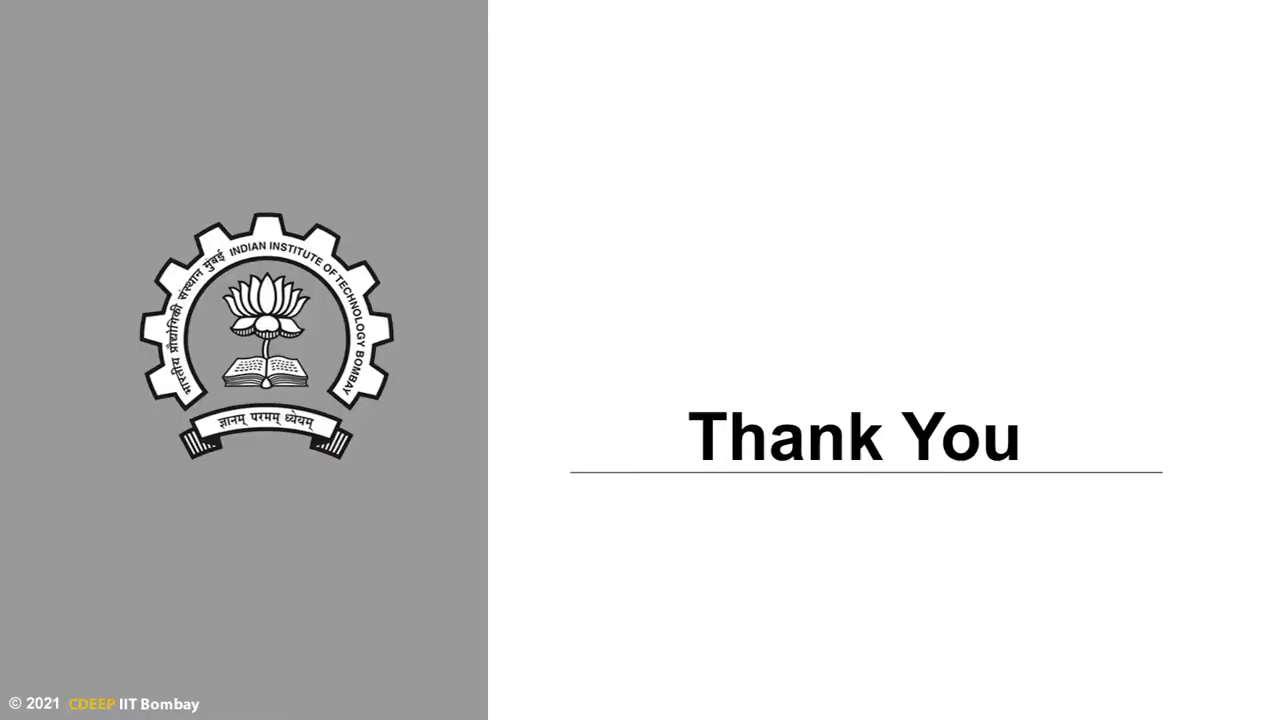 भारतीय प्रौद्योगिकी संस्थान मुंबई INDIAN INSTITUTE OF TECHNOLOGY BOMBAY
ज्ञानम् परमम् ध्येयम्
Thank You
© 2021 CDEEP IIT Bombay